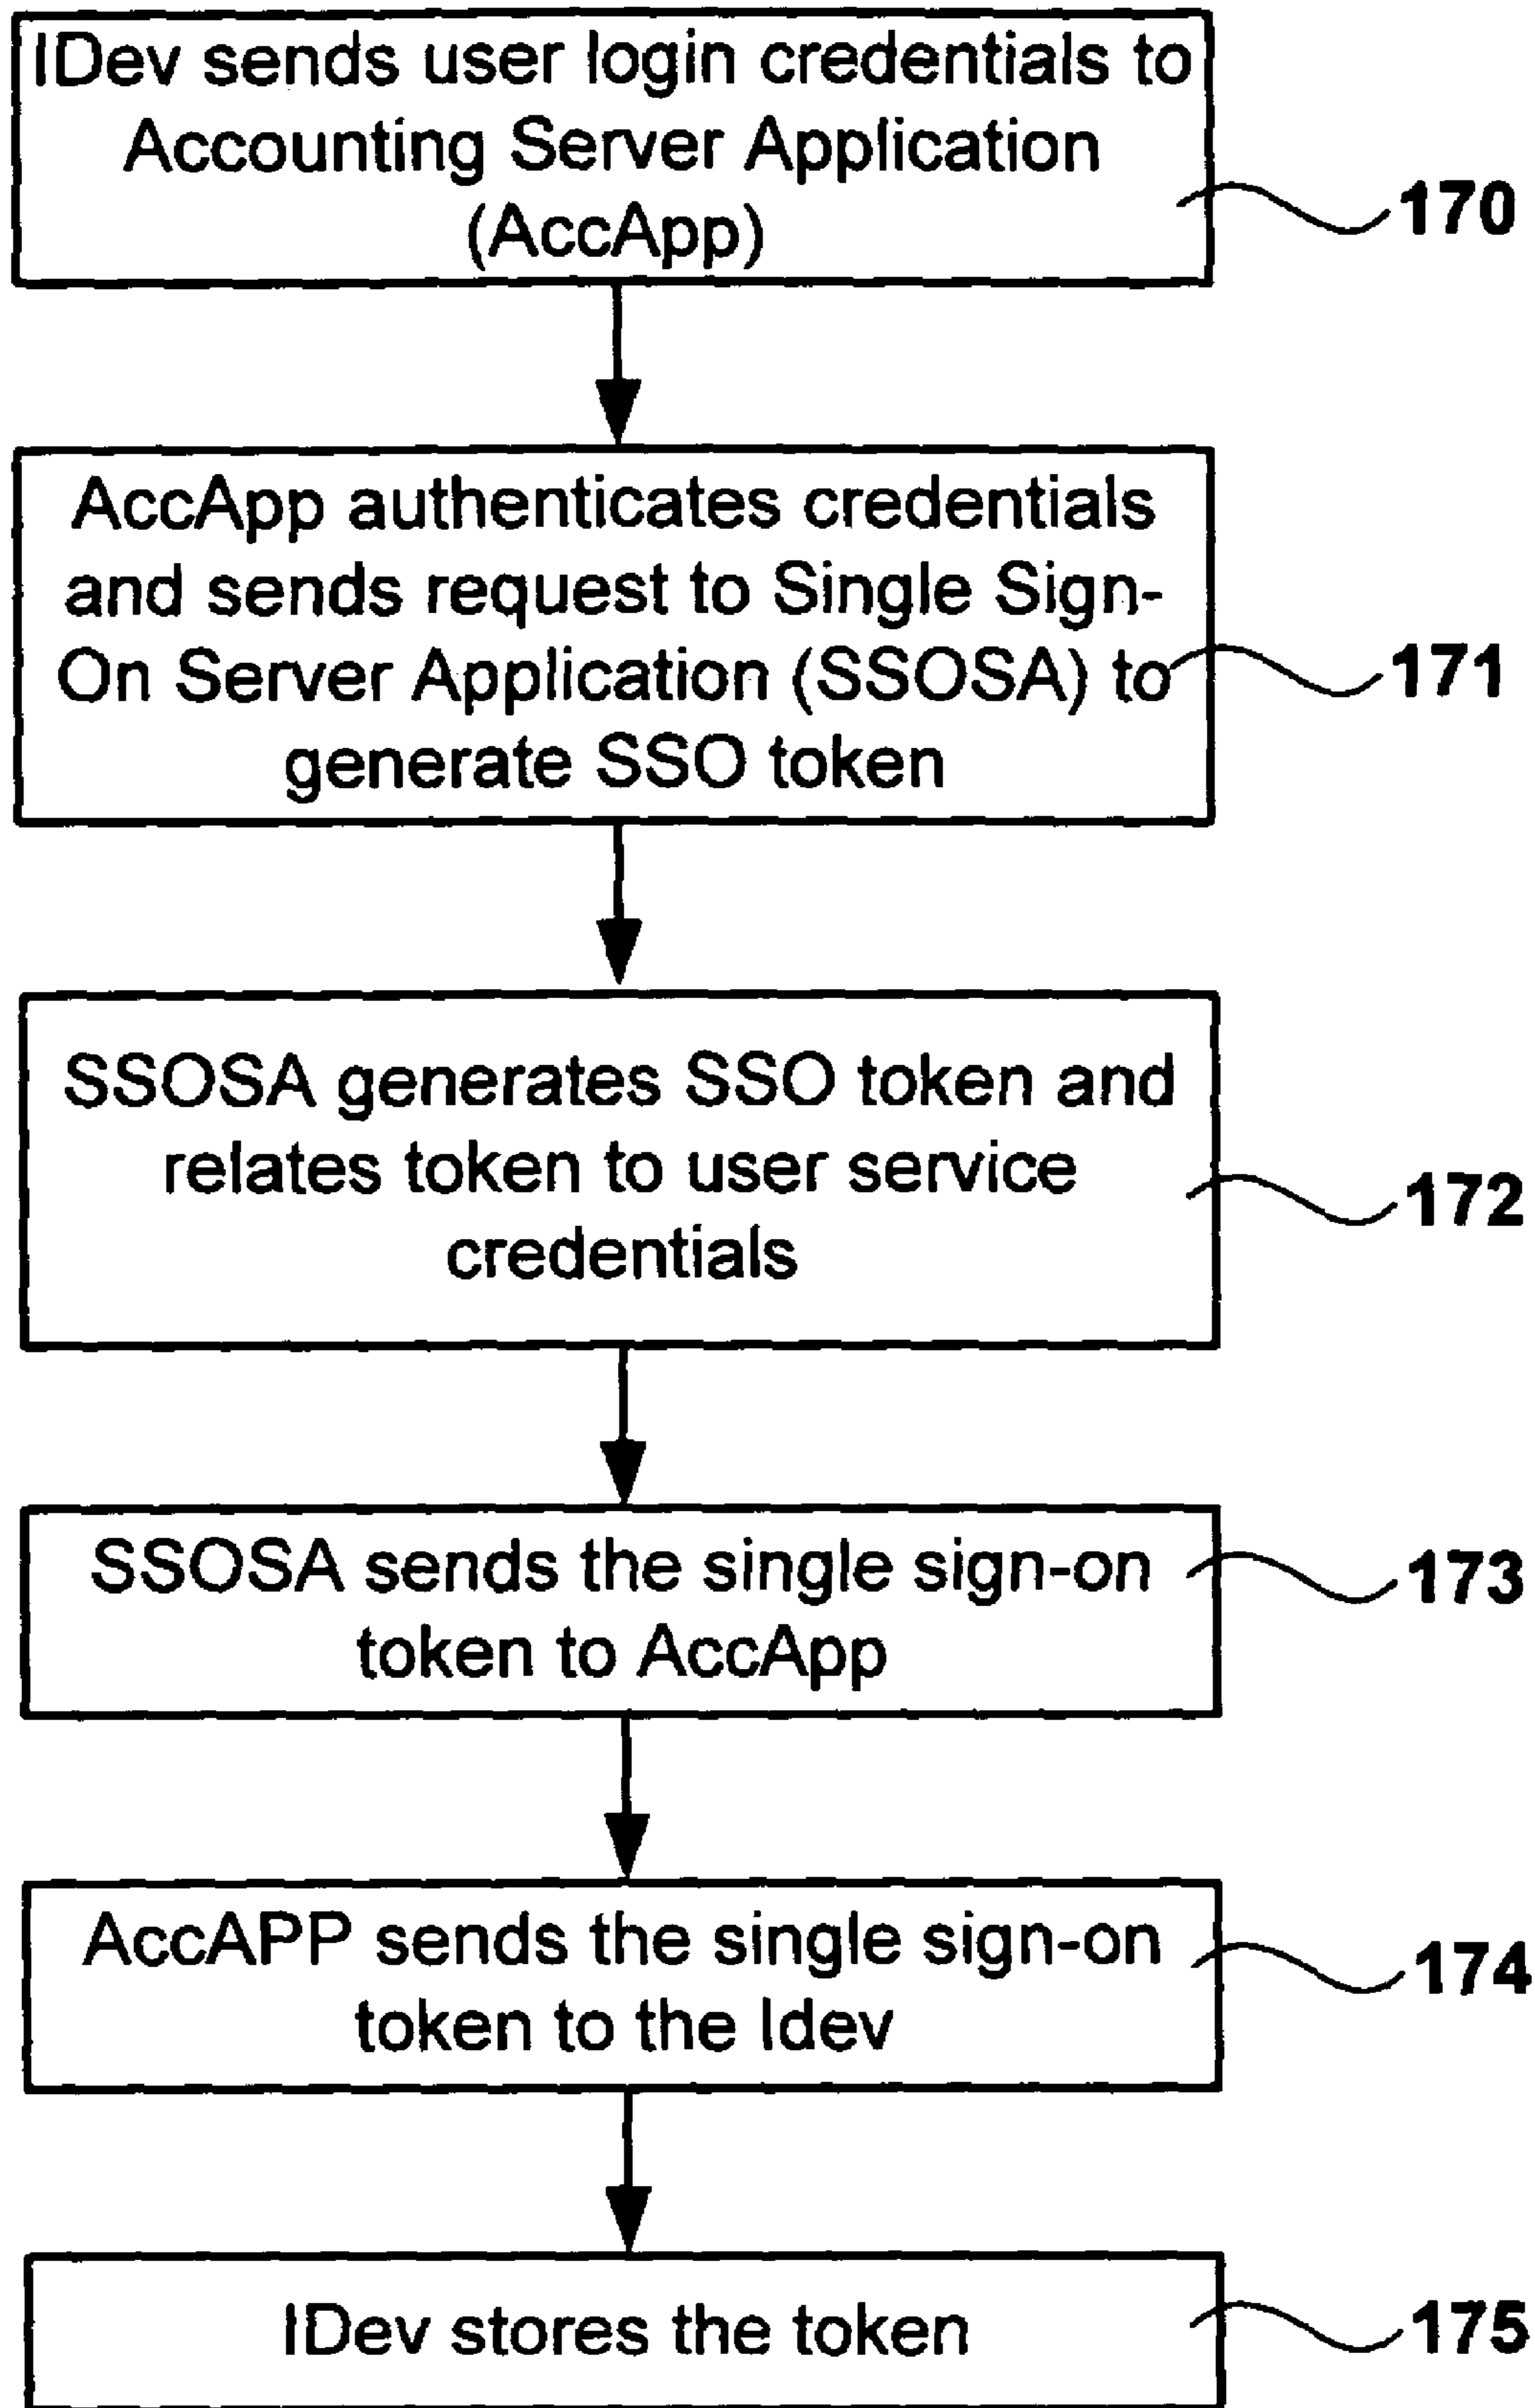 IDev sends user login credentials to
Accounting Server Application
(AccApp)
170
AccApp authenticates credentials
and sends request to Single Sign-
On Server Application (SSOSA) to
generate SSO token
171
SSOSA generates SSO token and
relates token to user service
credentials
172
SSOSA sends the single sign-on
token to AccApp
173
AccAPP sends the single sign-on
token to the Idev
174
IDev stores the token
175